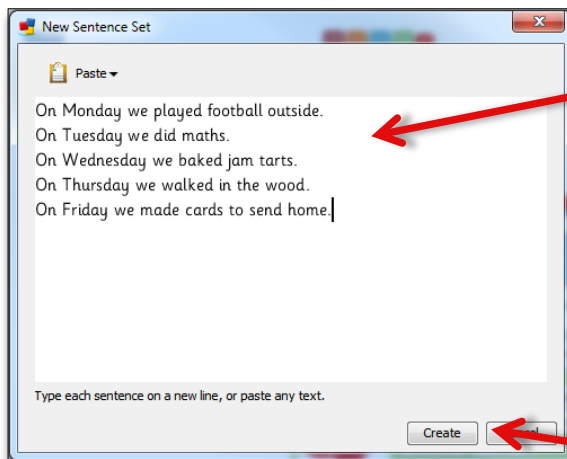 New Sentence Set
Paste
On Monday we played football outside.
On Tuesday we did maths.
On Wednesday we baked jam tarts.
On Thursday we walked in the wood.
On Friday we made cards to send home.
Type each sentence on a new line, or paste any text.
Create